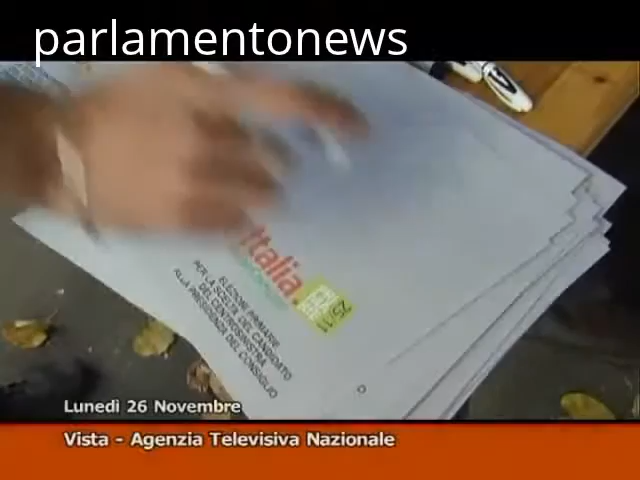 parlamentonews
Italia.
25/11
ELEZIONI PRIMARIE
PER LA SCELTA DEL CANDIDATO
DEL CENTROSINISTRA
ALLA PRESIDENZA DEL CONSIGLIO
Lunedì 26 Novembre
Vista - Agenzia Televisiva Nazionale